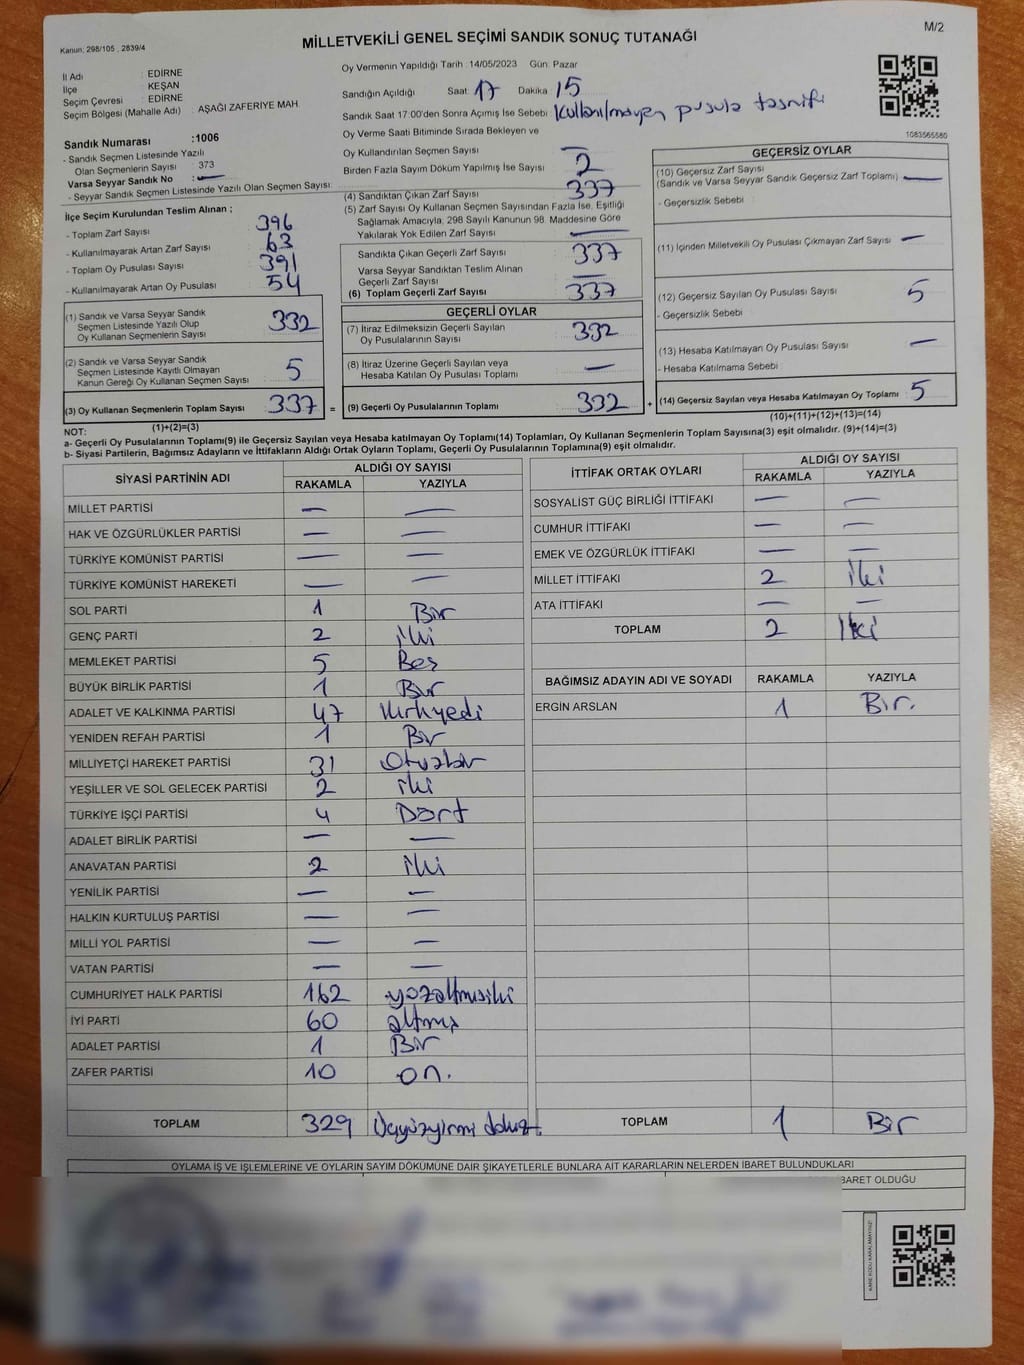 M/2
Kanun: 298/105 , 2839/4
MİLLETVEKİLİ GENEL SEÇİMİ SANDIK SONUÇ TUTANAĞI
İl Adı : EDİRNE
İlçe : KEŞAN
Seçim Çevresi : EDİRNE
Seçim Bölgesi (Mahalle Adı) : AŞAĞI ZAFERİYE MAH.
Sandık Numarası :1006
- Sandık Seçmen Listesinde Yazılı
Olan Seçmenlerin Sayısı : 373
Varsa Seyyar Sandık No : —
- Seyyar Sandık Seçmen Listesinde Yazılı Olan Seçmen Sayısı:
İlçe Seçim Kurulundan Teslim Alınan ;
- Toplam Zarf Sayısı 396
- Kullanılmayarak Artan Zarf Sayısı 63
- Toplam Oy Pusulası Sayısı 391
- Kullanılmayarak Artan Oy Pusulası 54
(1) Sandık ve Varsa Seyyar Sandık
Seçmen Listesinde Yazılı Olup
Oy Kullanan Seçmenlerin Sayısı 332
(2) Sandık ve Varsa Seyyar Sandık
Seçmen Listesinde Kayıtlı Olmayan
Kanun Gereği Oy Kullanan Seçmen Sayısı 5
(3) Oy Kullanan Seçmenlerin Toplam Sayısı 337 =
(1)+(2)=(3)
Oy Vermenin Yapıldığı Tarih :14/05/2023 Gün: Pazar
Sandığın Açıldığı Saat: 17 Dakika 15
Sandık Saat 17:00'den Sonra Açımış İse Sebebi: Kullanılmayan pusula tasnifi
Oy Verme Saati Bitiminde Sırada Bekleyen ve
Oy Kullandırılan Seçmen Sayısı —
Birden Fazla Sayım Döküm Yapılmış İse Sayısı 2
(4) Sandıktan Çıkan Zarf Sayısı 337
(5) Zarf Sayısı Oy Kullanan Seçmen Sayısından Fazla İse, Eşitliği
Sağlamak Amacıyla, 298 Sayılı Kanunun 98. Maddesine Göre
Yakılarak Yok Edilen Zarf Sayısı —
Sandıkta Çıkan Geçerli Zarf Sayısı 337
Varsa Seyyar Sandıktan Teslim Alınan
Geçerli Zarf Sayısı —
(6) Toplam Geçerli Zarf Sayısı 337
GEÇERLİ OYLAR
(7) İtiraz Edilmeksizin Geçerli Sayılan
Oy Pusulalarının Sayısı 332
(8) İtiraz Üzerine Geçerli Sayılan veya
Hesaba Katılan Oy Pusulası Toplamı —
(9) Geçerli Oy Pusulalarının Toplamı 332 +
1083565580
GEÇERSİZ OYLAR
(10) Geçersiz Zarf Sayısı
(Sandık ve Varsa Seyyar Sandık Geçersiz Zarf Toplamı) —
- Geçersizlik Sebebi :
(11) İçinden Milletvekili Oy Pusulası Çıkmayan Zarf Sayısı —
(12) Geçersiz Sayılan Oy Pusulası Sayısı 5
- Geçersizlik Sebebi :
(13) Hesaba Katılmayan Oy Pusulası Sayısı —
- Hesaba Katılmama Sebebi :
(14) Geçersiz Sayılan veya Hesaba Katılmayan Oy Toplamı 5
(10)+(11)+(12)+(13)=(14)
NOT:
a- Geçerli Oy Pusulalarının Toplamı(9) ile Geçersiz Sayılan veya Hesaba katılmayan Oy Toplamı(14) Toplamları, Oy Kullanan Seçmenlerin Toplam Sayısına(3) eşit olmalıdır. (9)+(14)=(3)
b- Siyasi Partilerin, Bağımsız Adayların ve İttifakların Aldığı Ortak Oyların Toplamı, Geçerli Oy Pusulalarının Toplamına(9) eşit olmalıdır.
SİYASİ PARTİNİN ADI ALDIĞI OY SAYISI
RAKAMLA YAZIYLA
MİLLET PARTİSİ — —
HAK VE ÖZGÜRLÜKLER PARTİSİ — —
TÜRKİYE KOMÜNİST PARTİSİ — —
TÜRKİYE KOMÜNİST HAREKETİ — —
SOL PARTİ 1 Bir
GENÇ PARTİ 2 iki
MEMLEKET PARTİSİ 5 Beş
BÜYÜK BİRLİK PARTİSİ 1 Bir
ADALET VE KALKINMA PARTİSİ 47 Kırkyedi
YENİDEN REFAH PARTİSİ 1 Bir
MİLLİYETÇİ HAREKET PARTİSİ 31 Otuzbir
YEŞİLLER VE SOL GELECEK PARTİSİ 2 iki
TÜRKİYE İŞÇİ PARTİSİ 4 Dört
ADALET BİRLİK PARTİSİ — —
ANAVATAN PARTİSİ 2 iki
YENİLİK PARTİSİ — —
HALKIN KURTULUŞ PARTİSİ — —
MİLLİ YOL PARTİSİ — —
VATAN PARTİSİ — —
CUMHURİYET HALK PARTİSİ 162 yüzaltmışiki
İYİ PARTİ 60 altmış
ADALET PARTİSİ 1 Bir
ZAFER PARTİSİ 10 on.
TOPLAM 329 Üçyüzyirmi dokuz
İTTİFAK ORTAK OYLARI ALDIĞI OY SAYISI
RAKAMLA YAZIYLA
SOSYALİST GÜÇ BİRLİĞİ İTTİFAKI — —
CUMHUR İTTİFAKI — —
EMEK VE ÖZGÜRLÜK İTTİFAKI — —
MİLLET İTTİFAKI 2 iki
ATA İTTİFAKI — —
TOPLAM 2 İki
BAĞIMSIZ ADAYIN ADI VE SOYADI RAKAMLA YAZIYLA
ERGİN ARSLAN 1 Bir.
TOPLAM 1 Bir
OYLAMA İŞ VE İŞLEMLERİNE VE OYLARIN SAYIM DÖKÜMÜNE DAİR ŞİKAYETLERLE BUNLARA AİT KARARLARIN NELERDEN İBARET BULUNDUKLARI
BARET OLDUĞU